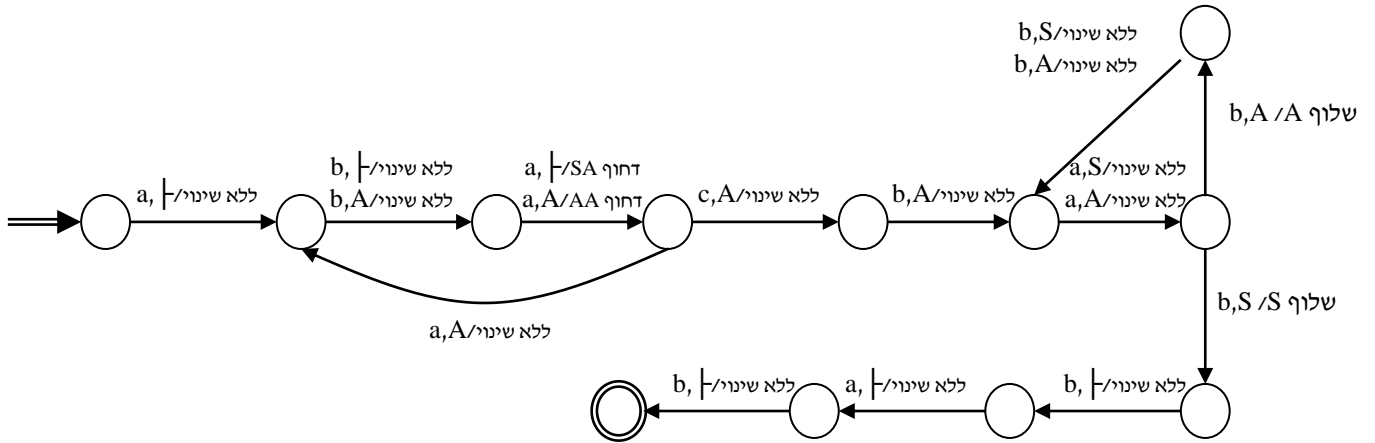 b,S/ללא שינוי
b,A/ללא שינוי
b,A /A שלוף
a, ├/ללא שינוי
b, ├/ללא שינוי
b,A/ללא שינוי
a, ├/SA דחוף
a,A/AA דחוף
c,A/ללא שינוי
b,A/ללא שינוי
a,S/ללא שינוי
a,A/ללא שינוי
a,A/ללא שינוי
b,S /S שלוף
b, ├/ללא שינוי
a, ├/ללא שינוי
b, ├/ללא שינוי